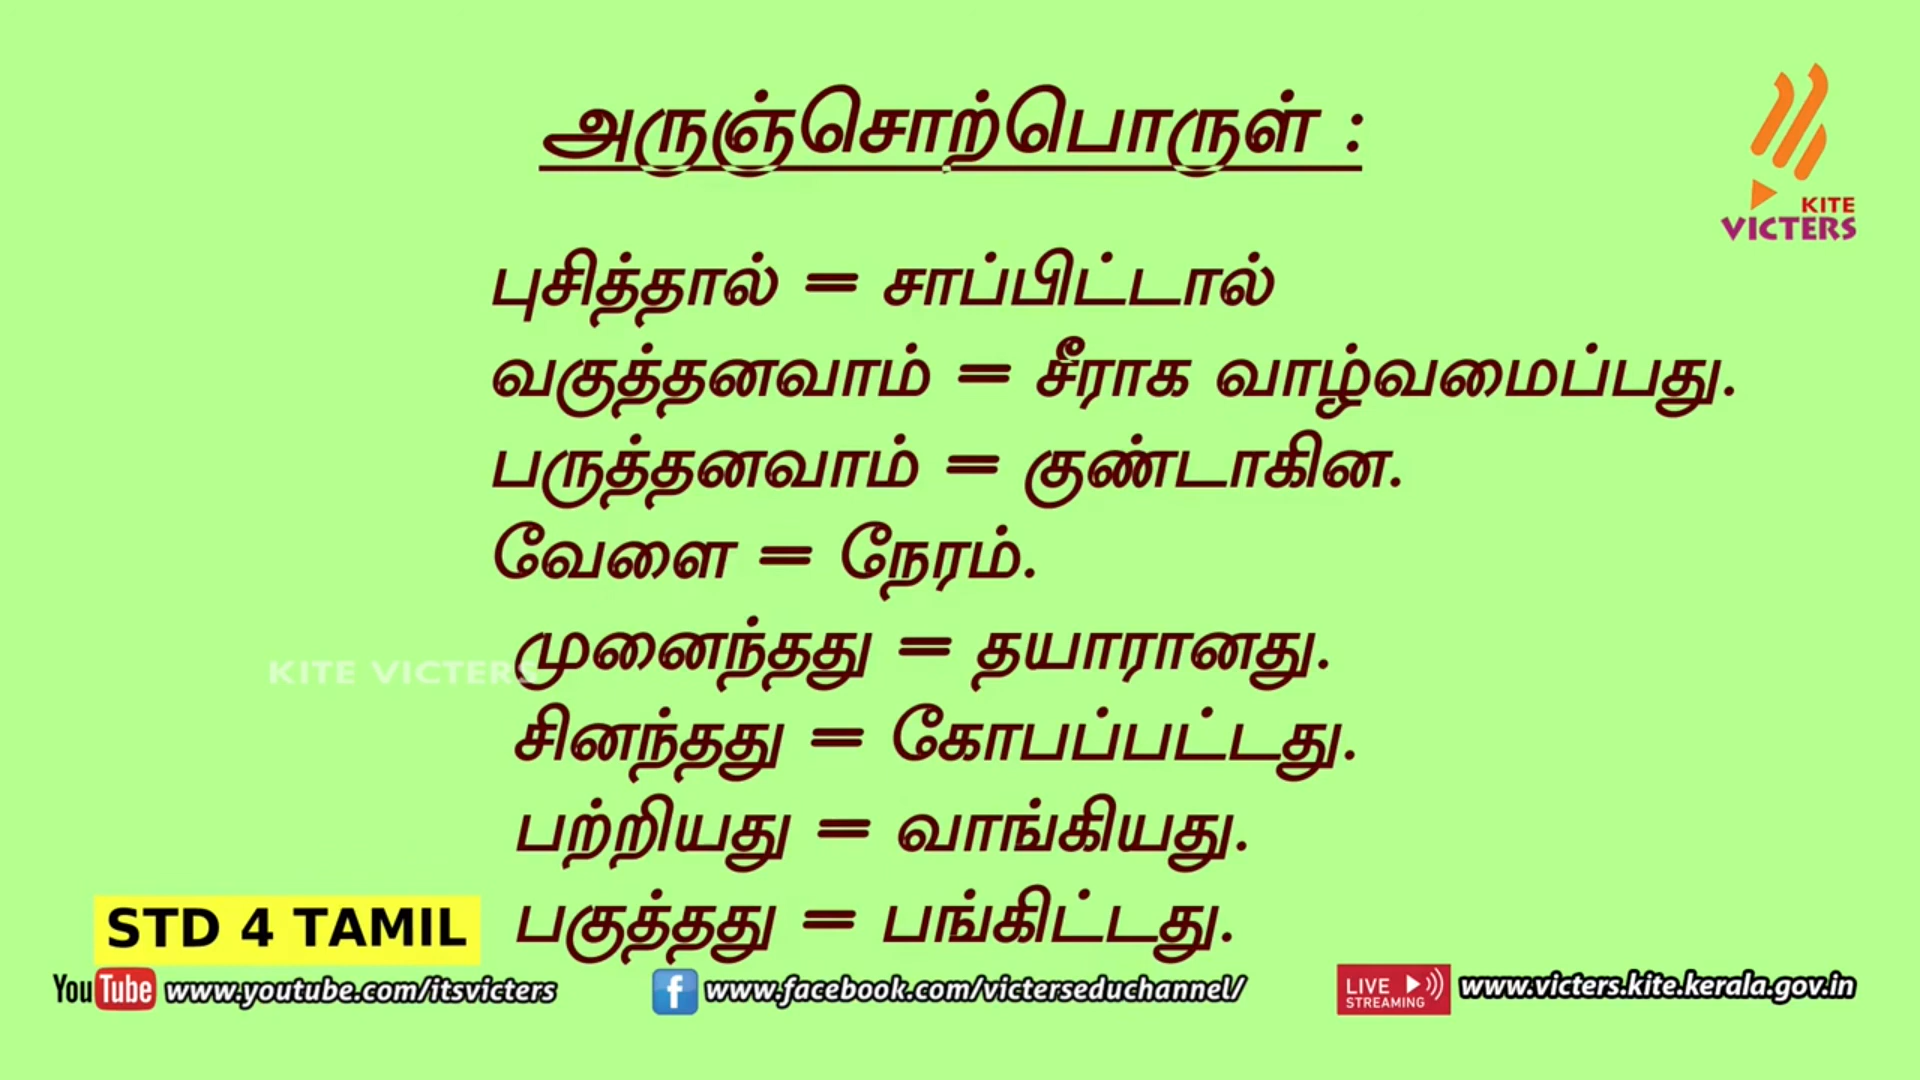 அருஞ்சொற்பொருள் :
KITE
VICTERS
புசித்தால் = சாப்பிட்டால்
வகுத்தனவாம் = சீராக வாழ்வமைப்பது.
பருத்தனவாம் = குண்டாகின.
வேளை = நேரம்.
முனைந்தது = தயாரானது.
KITE VICTERS
சினந்தது = கோபப்பட்டது.
பற்றியது = வாங்கியது.
பகுத்தது = பங்கிட்டது.
STD 4 TAMIL
YouTube www.youtube.com/itsvicters
f www.facebook.com/victerseduchannel/
LIVE STREAMING www.victers.kite.kerala.gov.in